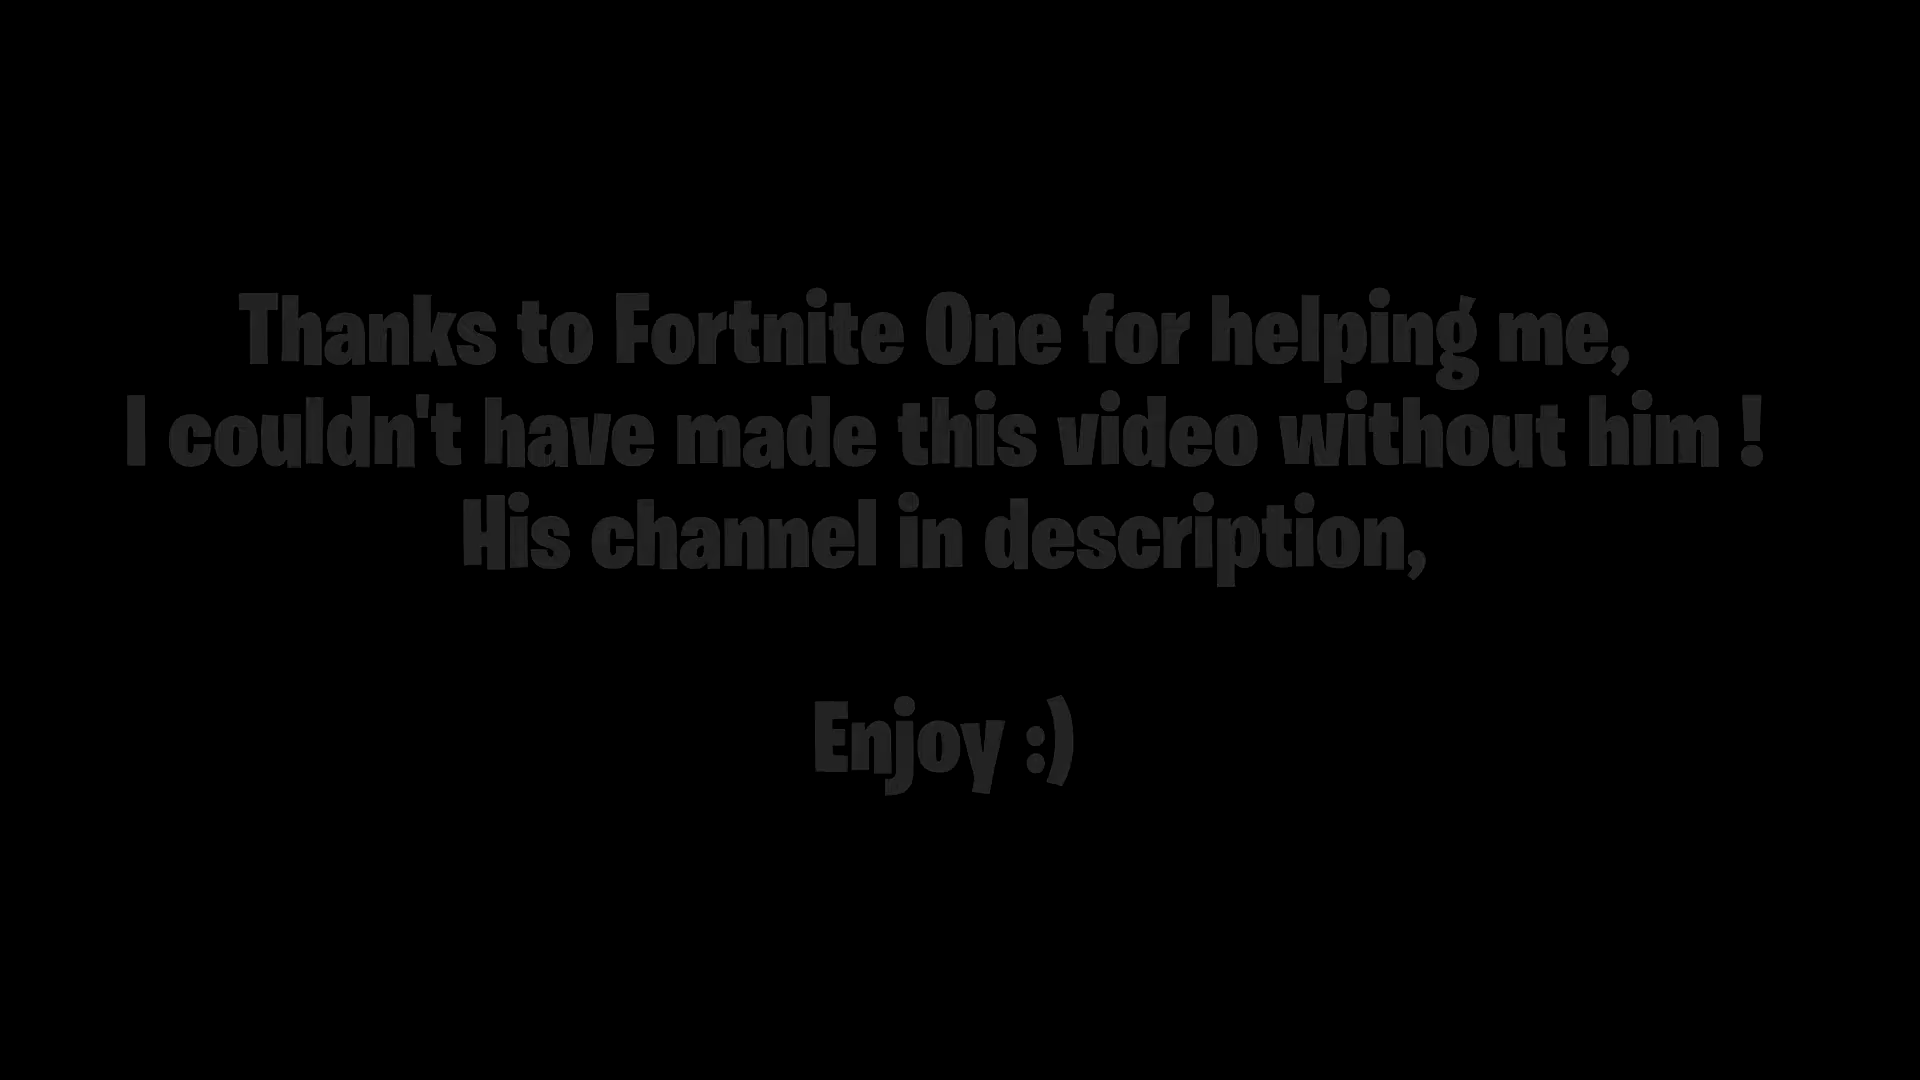 Thanks to Fortnite One for helping me,
I couldn't have made this video without him !
His channel in description,
Enjoy :)